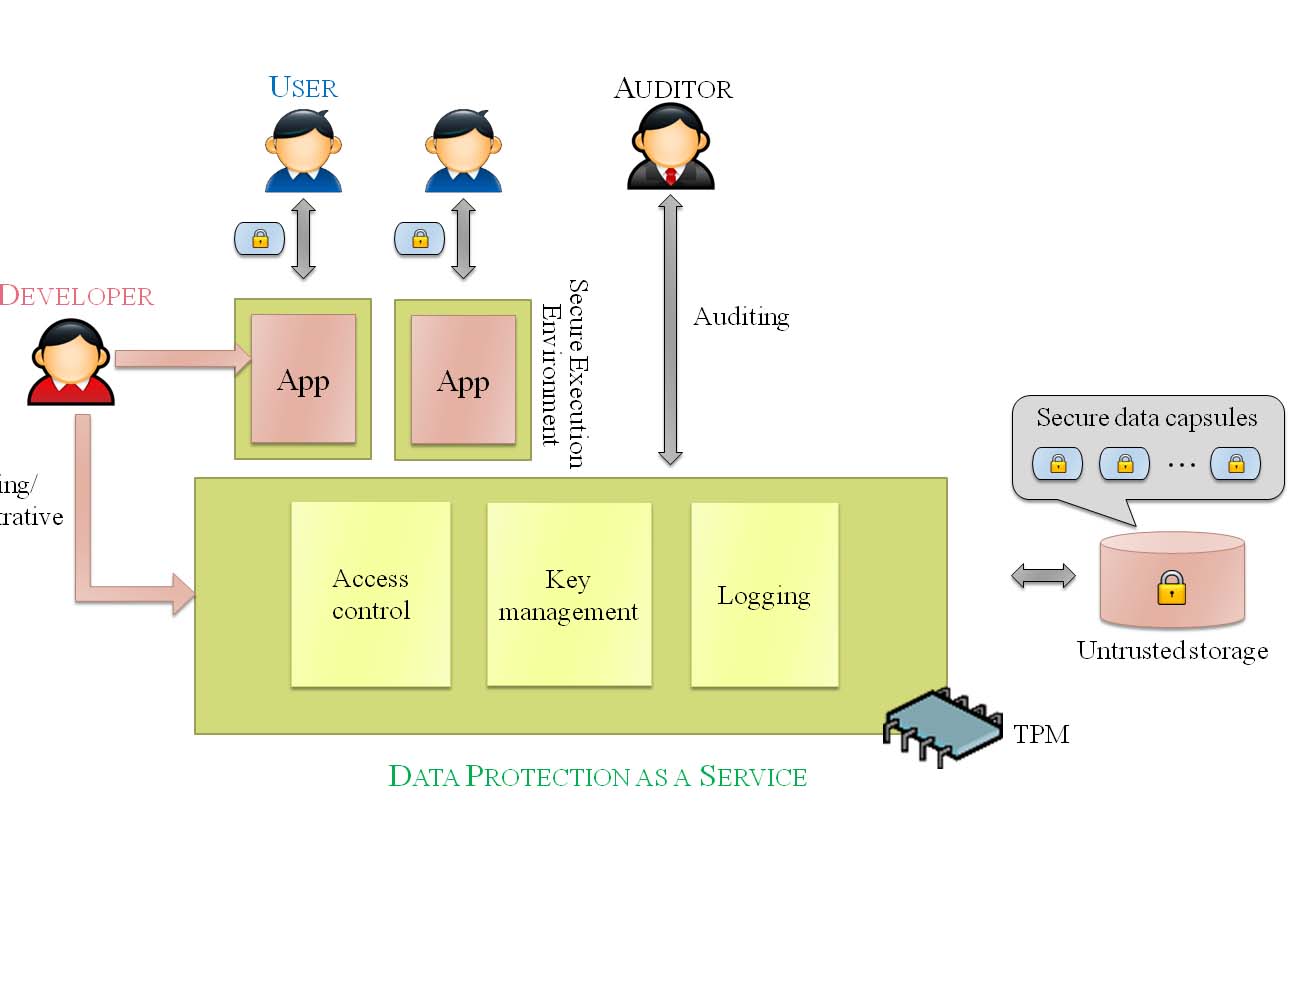 USER
AUDITOR
DEVELOPER
App
App
Secure Execution
Environment
Auditing
Secure data capsules
...
ing/
trative
Access
control
Key
management
Logging
Untrusted storage
TPM
DATA PROTECTION AS A SERVICE